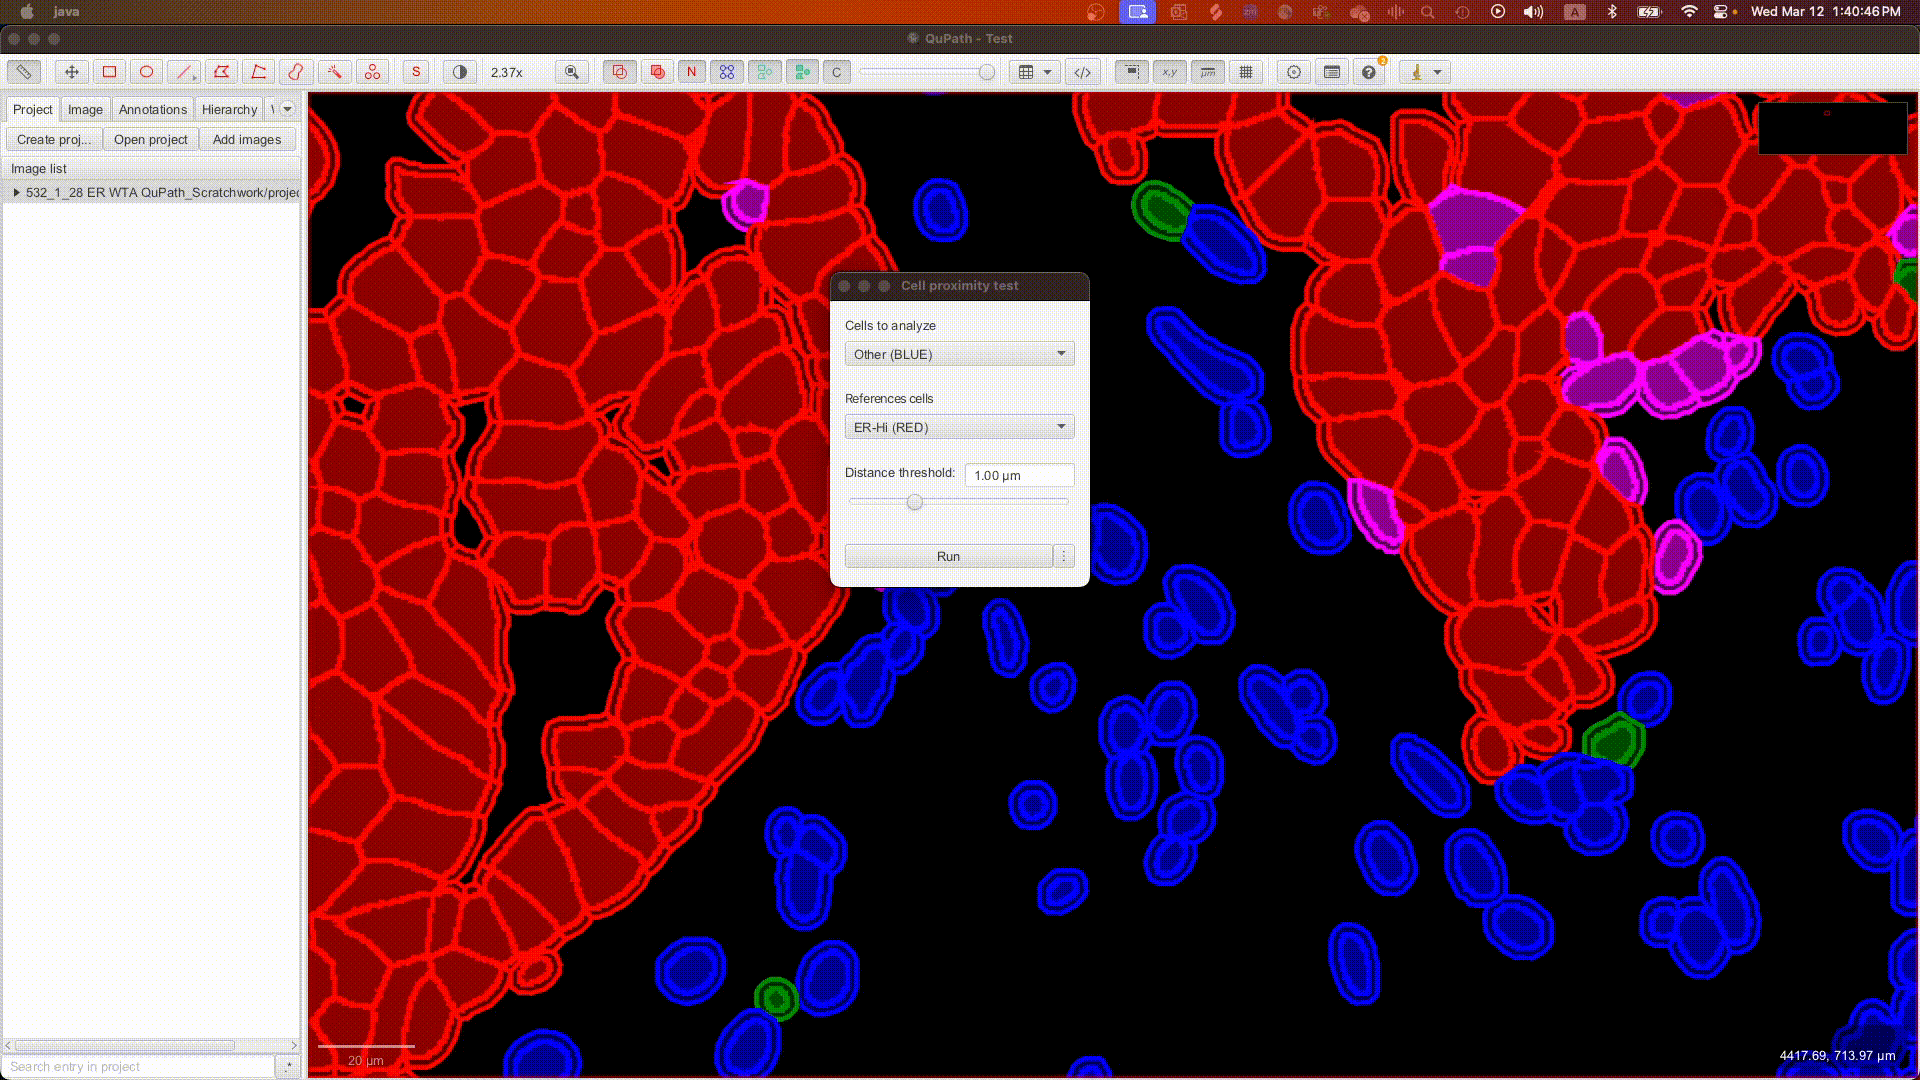 java
A
Wed Mar 12 1:40:46 PM
QuPath - Test
S
2.37x
N
C
</>
x,y
µm
?
2
Project
Image
Annotations
Hierarchy
Create proj...
Open project
Add images
Image list
532_1_28 ER WTA QuPath_Scratchwork/projec
Cell proximity test
Cells to analyze
Other (BLUE)
References cells
ER-Hi (RED)
Distance threshold:
1.00 µm
Run
20 µm
Search entry in project
.*
4417.69, 713.97 µm